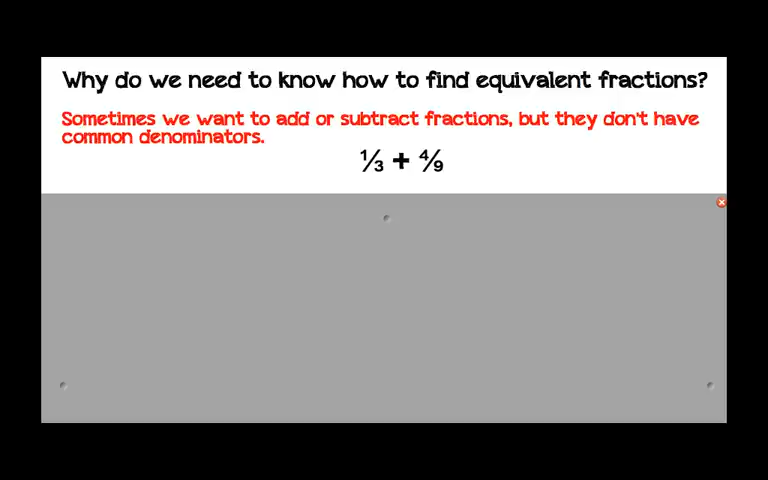 Why do we need to know how to find equivalent fractions?
Sometimes we want to add or subtract fractions, but they don't have
common denominators.
⅓ + 4⁄9